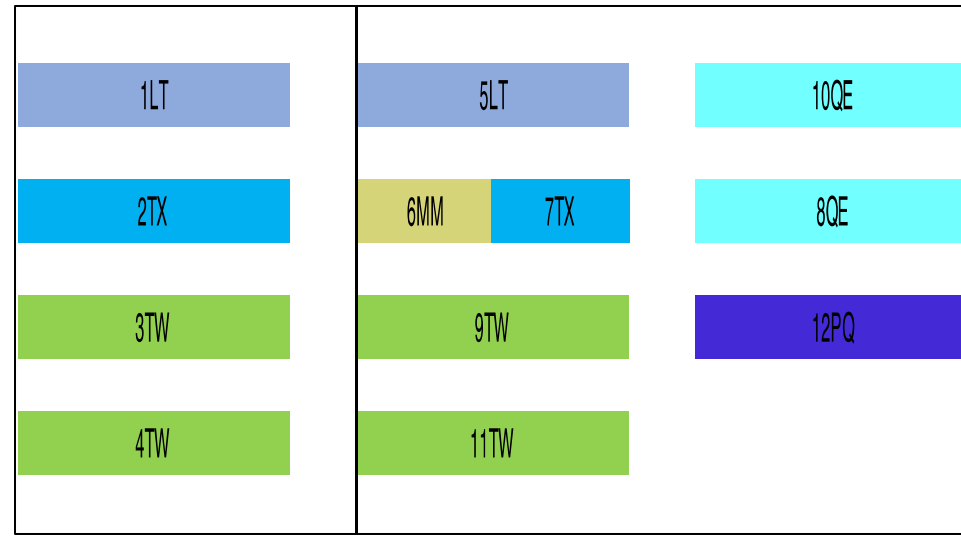 1LT
5LT
10QE
2TX
6MM
7TX
8QE
3TW
9TW
12PQ
4TW
11TW